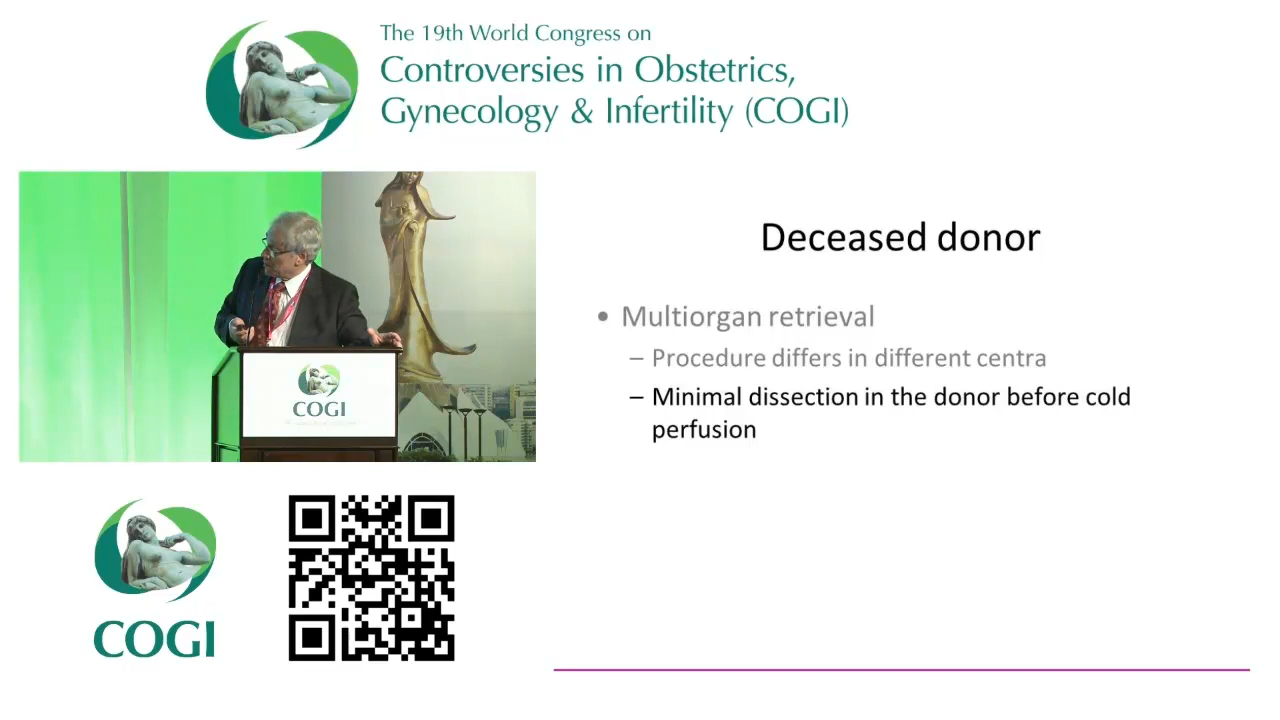 The 19th World Congress on
Controversies in Obstetrics,
Gynecology & Infertility (COGI)
Deceased donor
• Multiorgan retrieval
– Procedure differs in different centra
– Minimal dissection in the donor before cold
perfusion
COGI
COGI